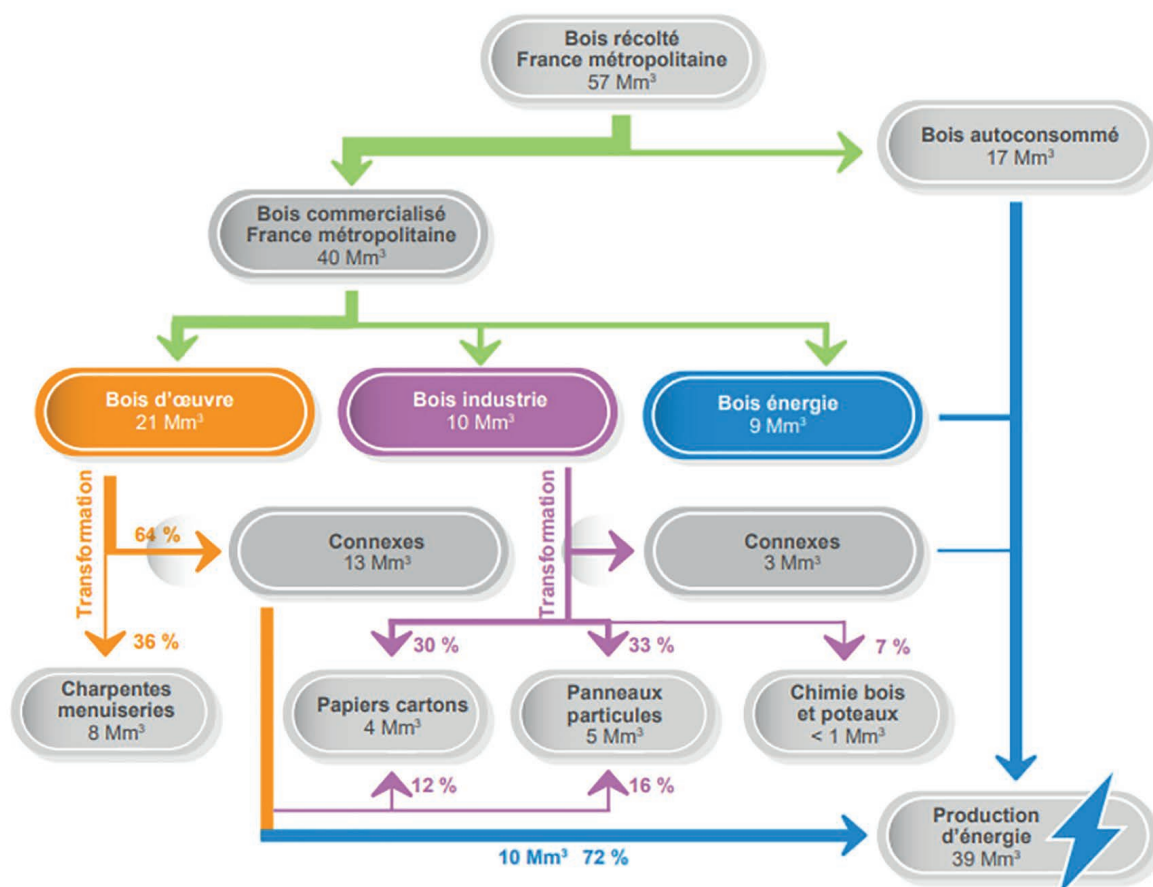 Bois récolté
France métropolitaine
57 Mm³
Bois autoconsommé
17 Mm³
Bois commercialisé
France métropolitaine
40 Mm³
Bois d'œuvre
21 Mm³
Bois industrie
10 Mm³
Bois énergie
9 Mm³
Transformation
64 %
Connexes
13 Mm³
Transformation
Connexes
3 Mm³
36 %
30 %
33 %
7 %
Charpentes
menuiseries
8 Mm³
Papiers cartons
4 Mm³
Panneaux
particules
5 Mm³
Chimie bois
et poteaux
< 1 Mm³
12 %
16 %
10 Mm³ 72 %
Production
d'énergie
39 Mm³